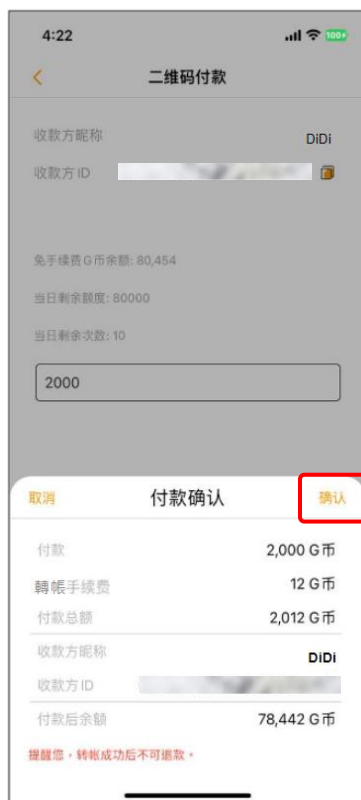 4:22 100+
二维码付款
收款方昵称 DiDi
收款方 ID
免手续费 G 币余额: 80,454
当日剩余额度: 80000
当日剩余次数: 10
2000
取消 付款确认 确认
付款 2,000 G 币
轉帳手续费 12 G 币
付款总额 2,012 G 币
收款方昵称 DiDi
收款方 ID
付款后余额 78,442 G 币
提醒您，转帐成功后不可退款。